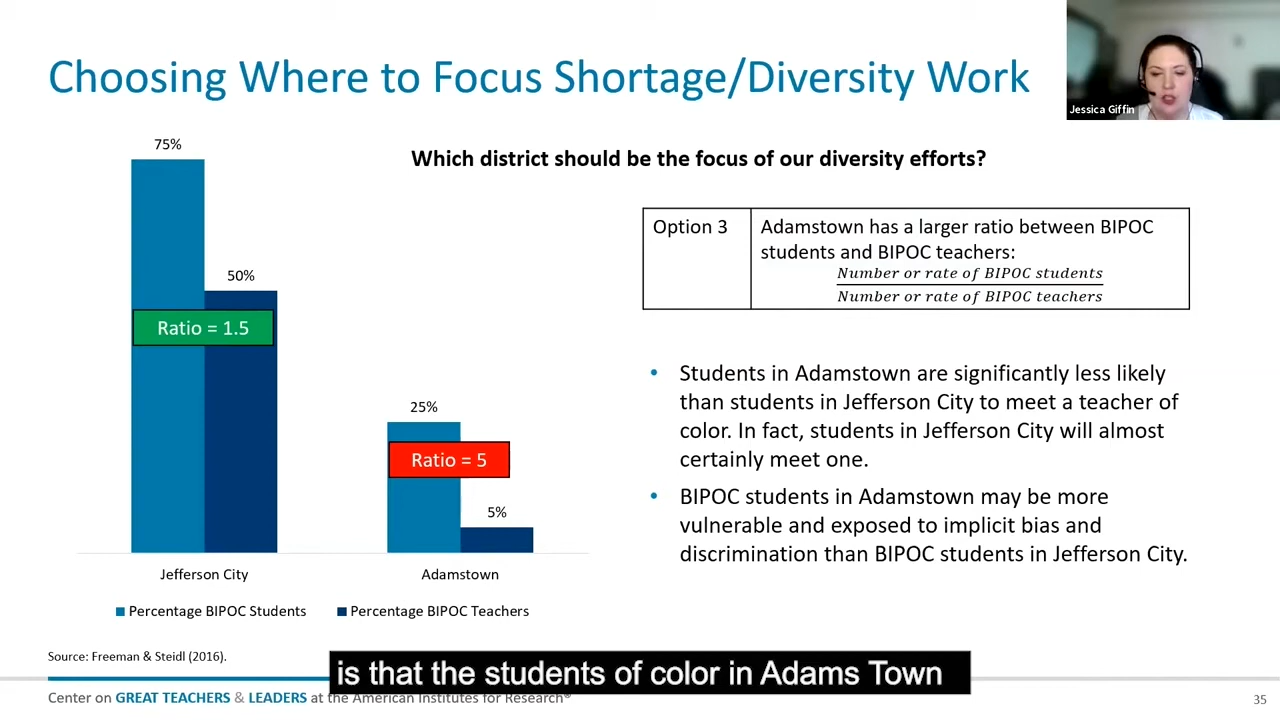 Choosing Where to Focus Shortage/Diversity Work
Jessica Giffin
75%
50%
Ratio = 1.5
25%
Ratio = 5
5%
Jefferson City
Adamstown
Percentage BIPOC Students
Percentage BIPOC Teachers
Which district should be the focus of our diversity efforts?
Option 3
Adamstown has a larger ratio between BIPOC
students and BIPOC teachers:
Number or rate of BIPOC students
Number or rate of BIPOC teachers
• Students in Adamstown are significantly less likely
than students in Jefferson City to meet a teacher of
color. In fact, students in Jefferson City will almost
certainly meet one.
• BIPOC students in Adamstown may be more
vulnerable and exposed to implicit bias and
discrimination than BIPOC students in Jefferson City.
Source: Freeman & Steidl (2016).
is that the students of color in Adams Town
Center on GREAT TEACHERS & LEADERS at the American Institutes for Research®
35